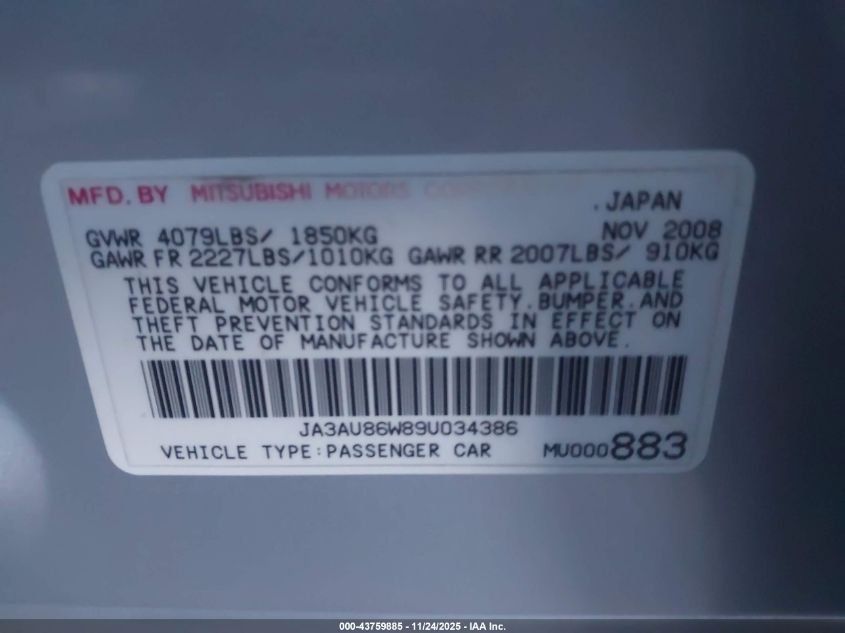 MFD. BY MITSUBISHI MOTORS CORPORATION
. JAPAN
GVWR 4079LBS/ 1850KG NOV 2008
GAWR FR 2227LBS/1010KG GAWR RR 2007LBS/ 910KG
THIS VEHICLE CONFORMS TO ALL APPLICABLE
FEDERAL MOTOR VEHICLE SAFETY.BUMPER.AND
THEFT PREVENTION STANDARDS IN EFFECT ON
THE DATE OF MANUFACTURE SHOWN ABOVE.
JA3AU86W89U034386
VEHICLE TYPE:PASSENGER CAR MU000883
000-43759885 - 11/24/2025 - IAA Inc.